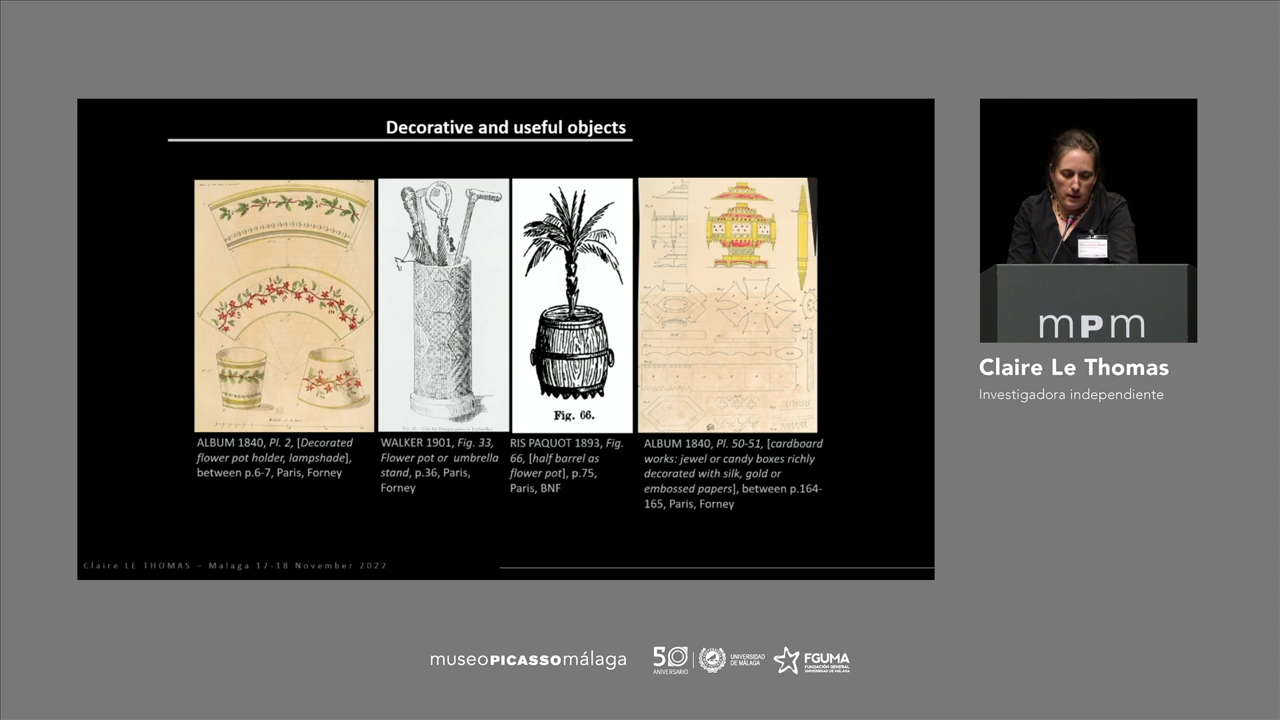 Decorative and useful objects
Fig. 66.
ALBUM 1840, Pl. 2, [Decorated
flower pot holder, lampshade],
between p.6-7, Paris, Forney
WALKER 1901, Fig. 33,
Flower pot or umbrella
stand, p.36, Paris,
Forney
RIS PAQUOT 1893, Fig.
66, [half barrel as
flower pot], p.75,
Paris, BNF
ALBUM 1840, Pl. 50-51, [cardboard
works: jewel or candy boxes richly
decorated with silk, gold or
embossed papers], between p.164-
165, Paris, Forney
Claire LE THOMAS – Malaga 17-18 November 2022
mPm
Claire Le Thomas
Investigadora independiente
museoPICASSOmálaga
50
ANIVERSARIO
UNIVERSIDAD
DE MÁLAGA
FGUMA
FUNDACIÓN GENERAL
UNIVERSIDAD DE MÁLAGA